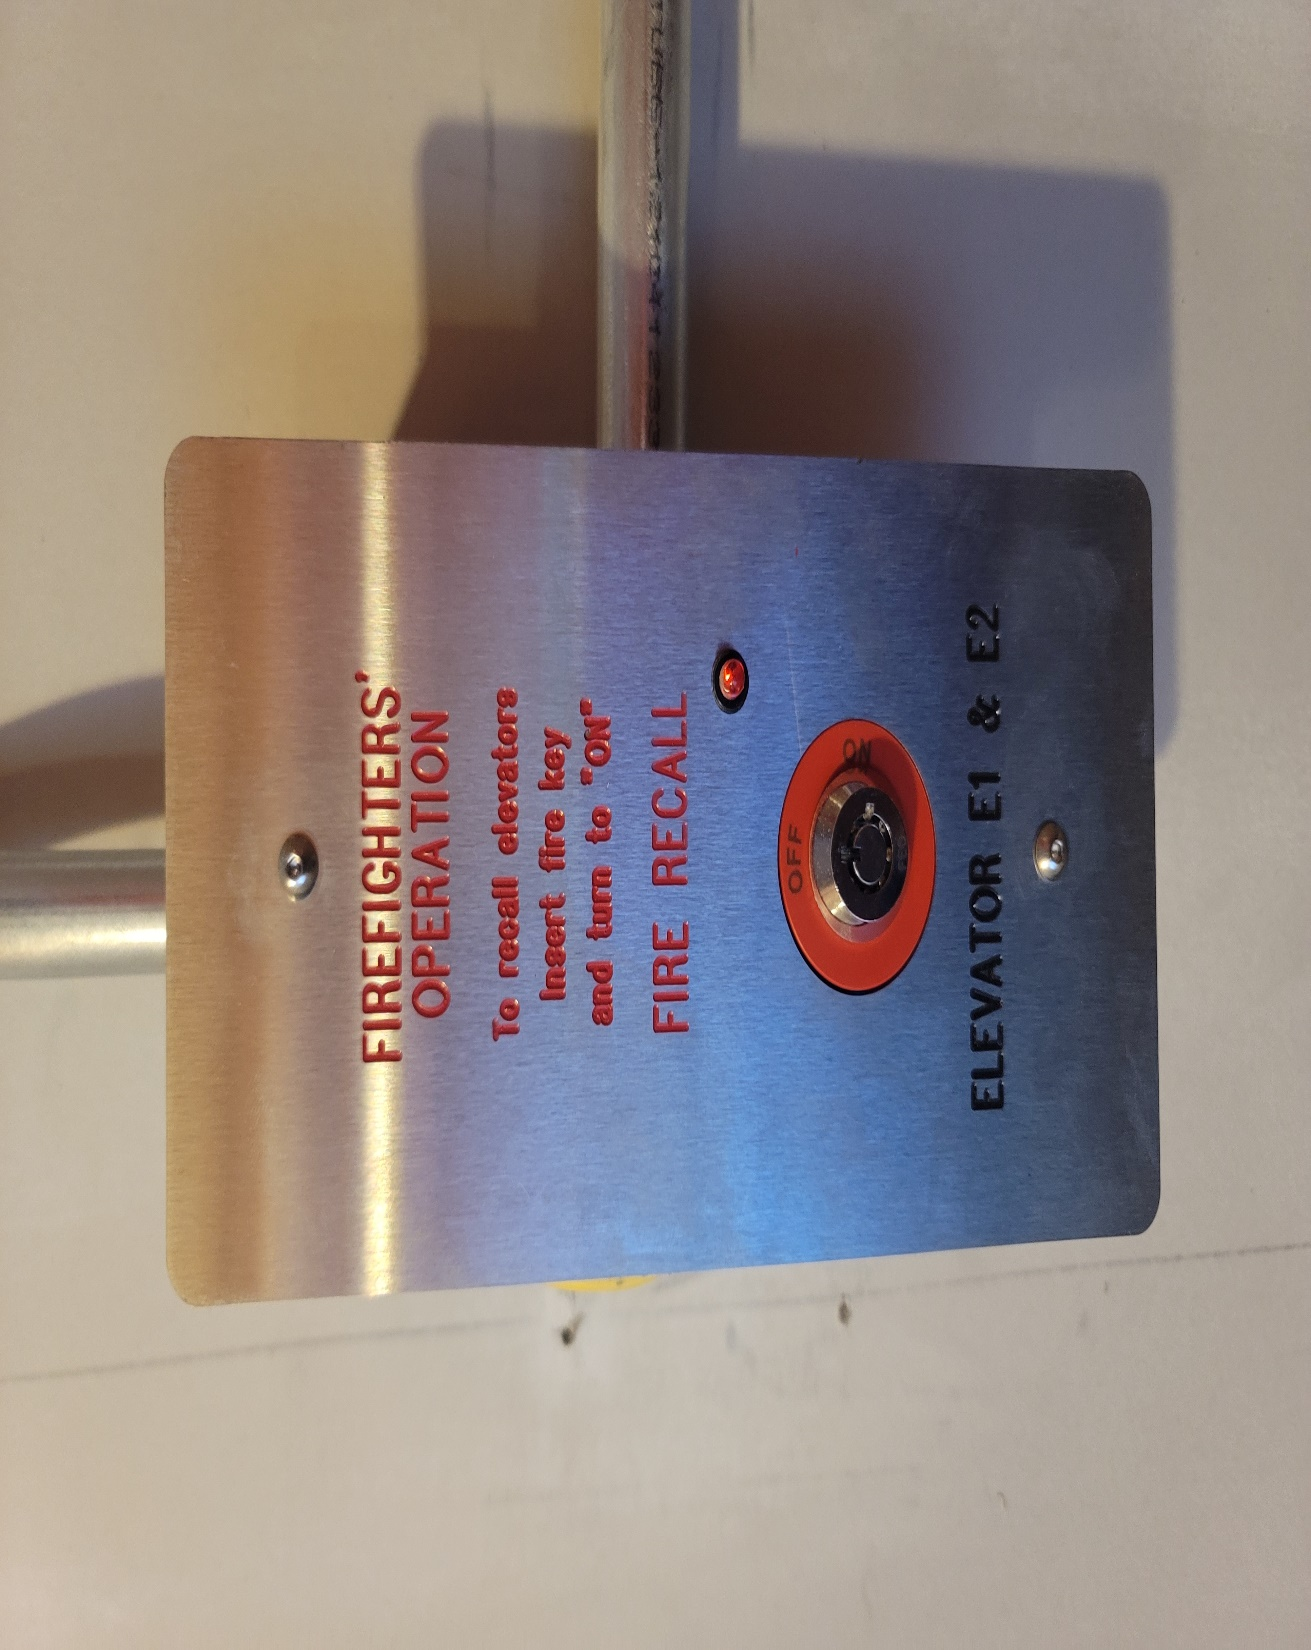 FIREFIGHTERS'
OPERATION
To recall elevators
insert fire key
and turn to "ON"
FIRE RECALL
OFF
ON
ELEVATOR E1 & E2